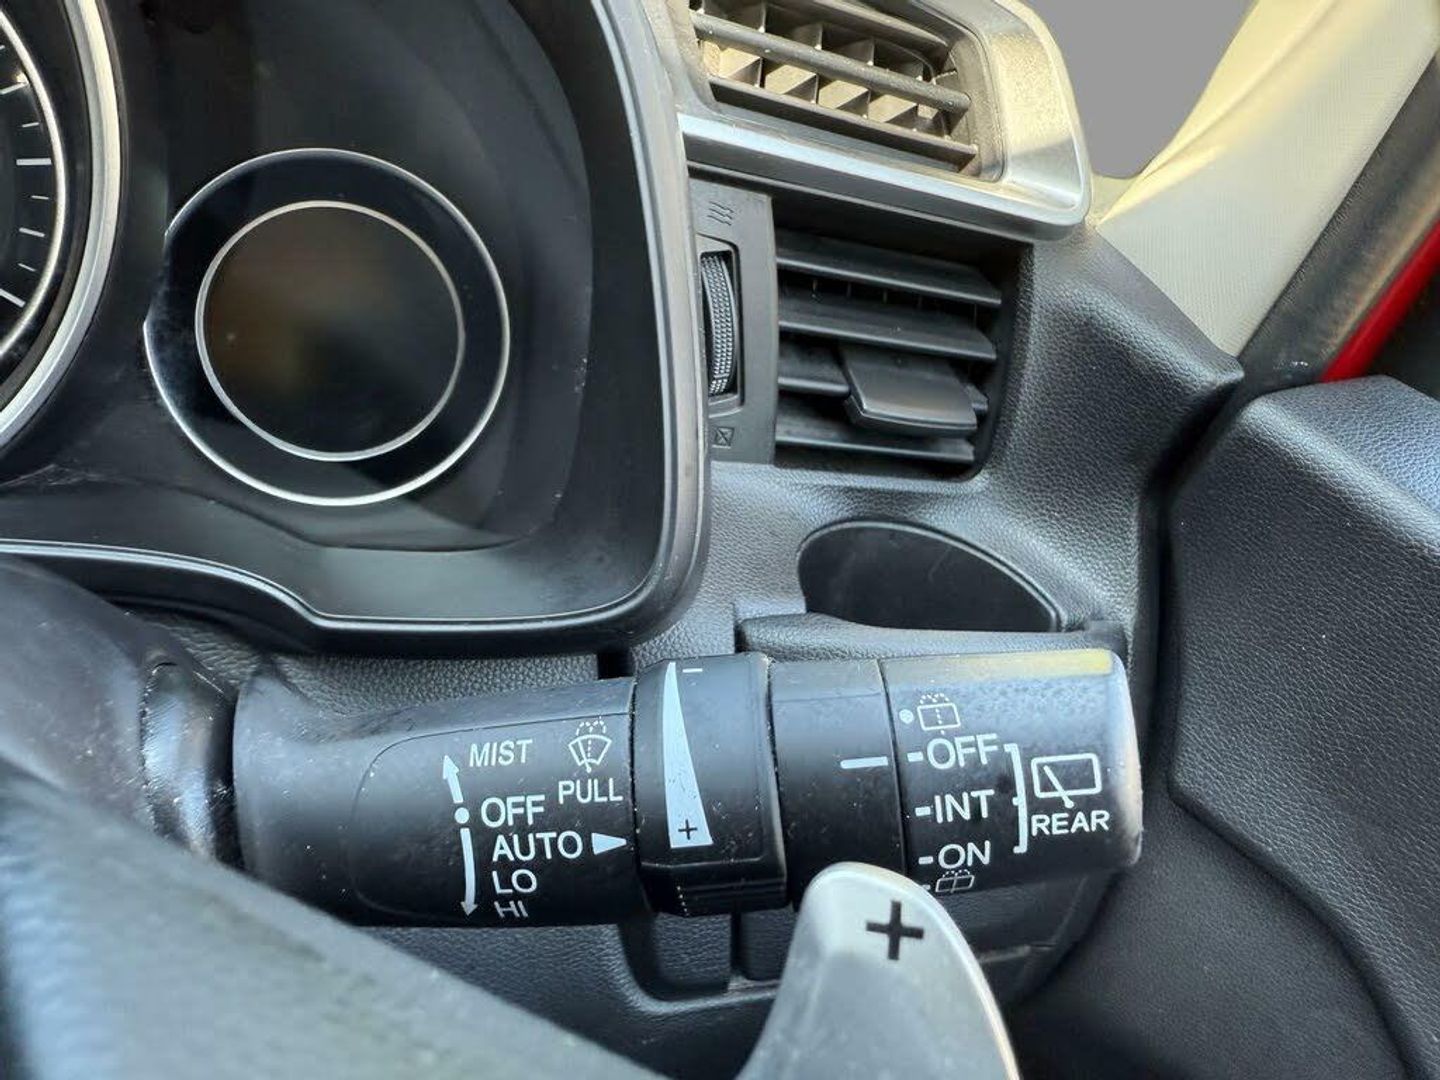 MIST
PULL
OFF
AUTO
LO
HI
-
+
OFF
INT
ON
REAR
+